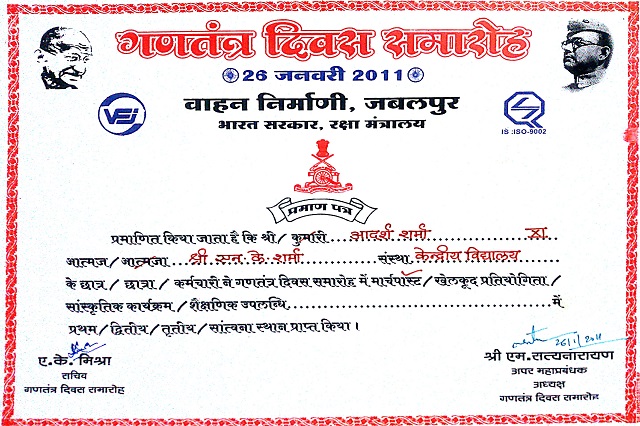 गणतंत्र दिवस समारोह
26 जनवरी 2011
वाहन निर्माणी, जबलपुर
भारत सरकार, रक्षा मंत्रालय
VFJ
IS :ISO-9002
प्रमाण पत्र
प्रमाणित किया जाता है कि श्री/ कुमारी....आदर्श शर्मा
आत्मज/ आत्मजा श्री एन के शर्मा संस्था केन्द्रीय विद्यालय
के छात्र / छात्रा / कर्मचारी ने गणतंत्र दिवस समारोह में मार्चपास्ट/खेलकूद प्रतियोगिता/
सांस्कृतिक कार्यक्रम / शैक्षणिक उपलब्धि......में
प्रथम/द्वितीय/तृतीय/सांत्वना स्थान प्राप्त किया।
26/1/2011
ए.के. मिश्रा
सचिव
गणतंत्र दिवस समारोह
श्री एम.सत्यनारायण
अपर महाप्रबंधक
अध्यक्ष
गणतंत्र दिवस समारोह